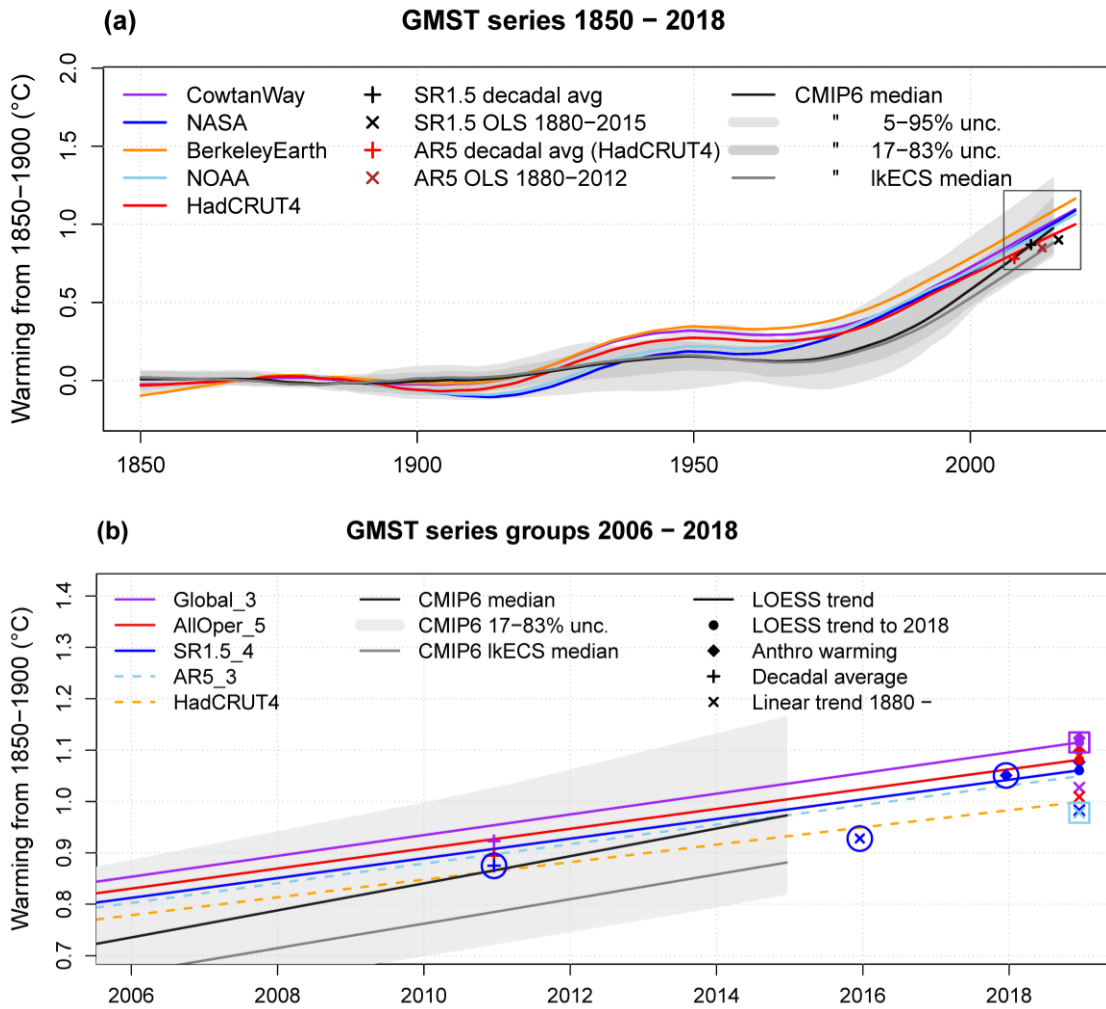 (a) GMST series 1850 − 2018
Warming from 1850−1900 (°C)
2.0
1.5
1.0
0.5
0.0
CowtanWay
NASA
BerkeleyEarth
NOAA
HadCRUT4
SR1.5 decadal avg
SR1.5 OLS 1880−2015
AR5 decadal avg (HadCRUT4)
AR5 OLS 1880−2012
CMIP6 median
" 5−95% unc.
" 17−83% unc.
" lkECS median
1850 1900 1950 2000
(b) GMST series groups 2006 − 2018
Warming from 1850−1900 (°C)
1.4
1.3
1.2
1.1
1.0
0.9
0.8
0.7
Global_3
AllOper_5
SR1.5_4
AR5_3
HadCRUT4
CMIP6 median
CMIP6 17−83% unc.
CMIP6 lkECS median
LOESS trend
LOESS trend to 2018
Anthro warming
Decadal average
Linear trend 1880 −
2006 2008 2010 2012 2014 2016 2018